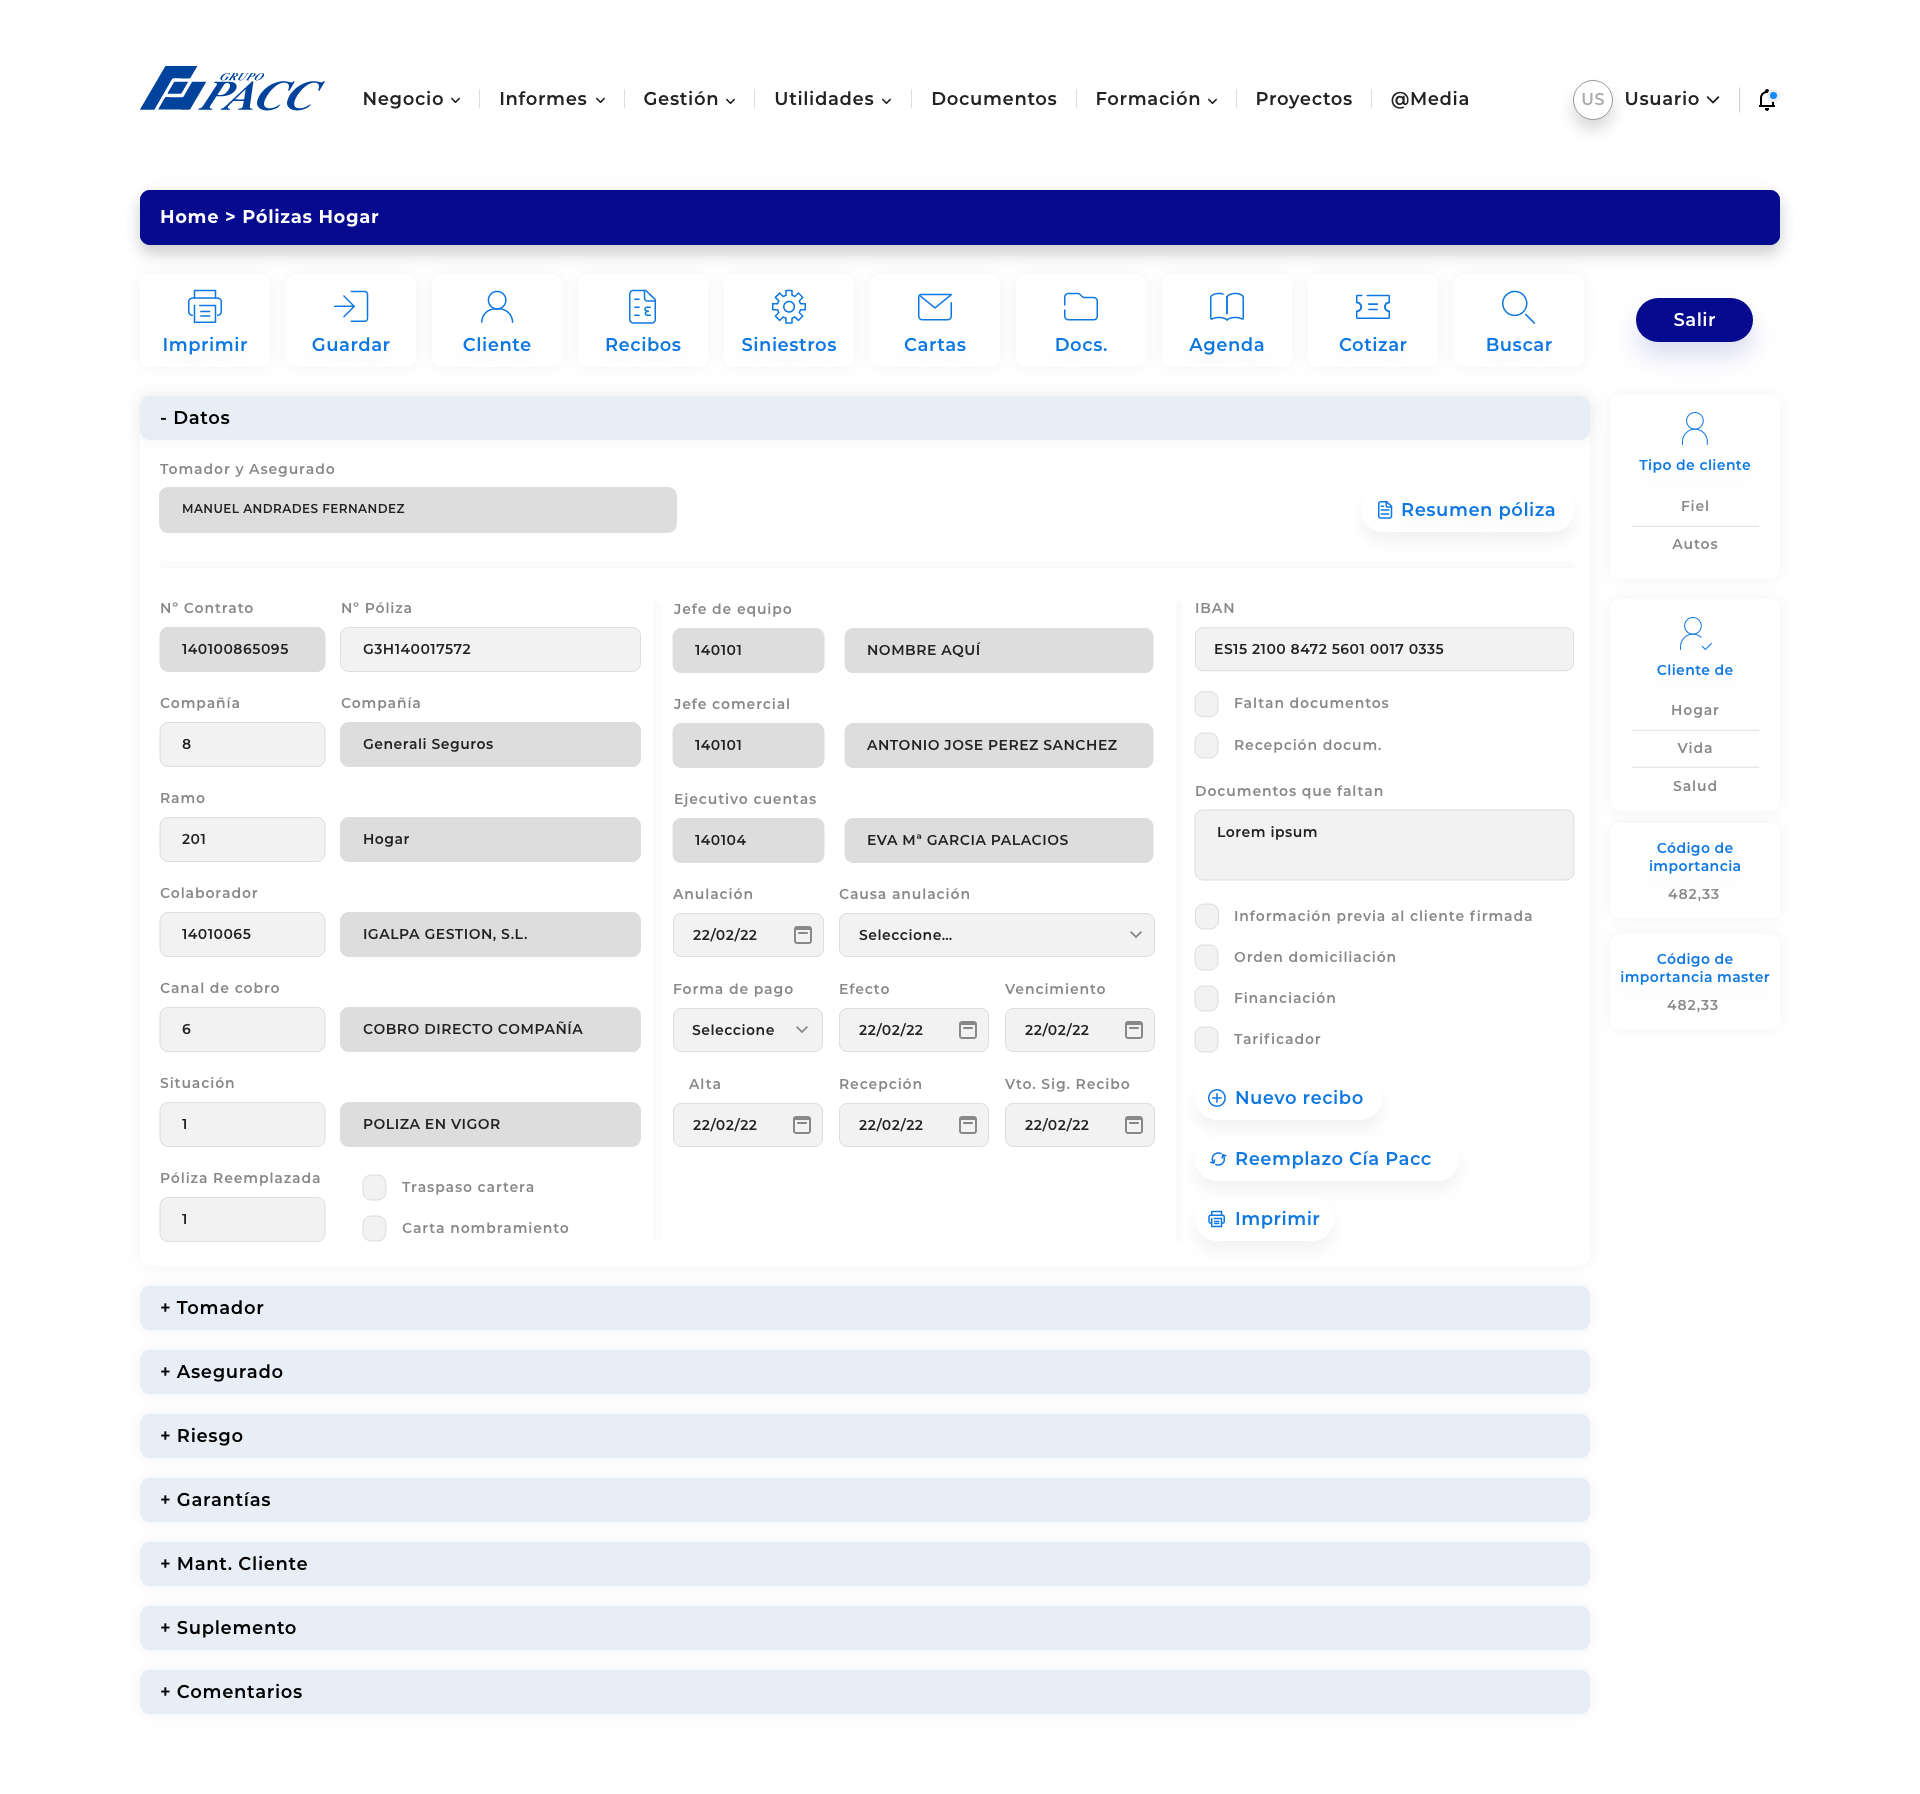 GRUPO
PACC
Negocio
Informes
Gestión
Utilidades
Documentos
Formación
Proyectos
@Media
US
Usuario
Home > Pólizas Hogar
Imprimir
Guardar
Cliente
Recibos
Siniestros
Cartas
Docs.
Agenda
Cotizar
Buscar
Salir
- Datos
Tomador y Asegurado
MANUEL ANDRADES FERNANDEZ
Resumen póliza
Nº Contrato
Nº Póliza
140100865095
G3H140017572
Compañía
Compañía
8
Generali Seguros
Ramo
201
Hogar
Colaborador
14010065
IGALPA GESTION, S.L.
Canal de cobro
6
COBRO DIRECTO COMPAÑÍA
Situación
1
POLIZA EN VIGOR
Póliza Reemplazada
1
Traspaso cartera
Carta nombramiento
Jefe de equipo
140101
NOMBRE AQUÍ
Jefe comercial
140101
ANTONIO JOSE PEREZ SANCHEZ
Ejecutivo cuentas
140104
EVA Mª GARCIA PALACIOS
Anulación
Causa anulación
22/02/22
Seleccione...
Forma de pago
Efecto
Vencimiento
Seleccione
22/02/22
22/02/22
Alta
Recepción
Vto. Sig. Recibo
22/02/22
22/02/22
22/02/22
IBAN
ES15 2100 8472 5601 0017 0335
Faltan documentos
Recepción docum.
Documentos que faltan
Lorem ipsum
Información previa al cliente firmada
Orden domiciliación
Financiación
Tarificador
Nuevo recibo
Reemplazo Cía Pacc
Imprimir
Tipo de cliente
Fiel
Autos
Cliente de
Hogar
Vida
Salud
Código de
importancia
482,33
Código de
importancia master
482,33
+ Tomador
+ Asegurado
+ Riesgo
+ Garantías
+ Mant. Cliente
+ Suplemento
+ Comentarios